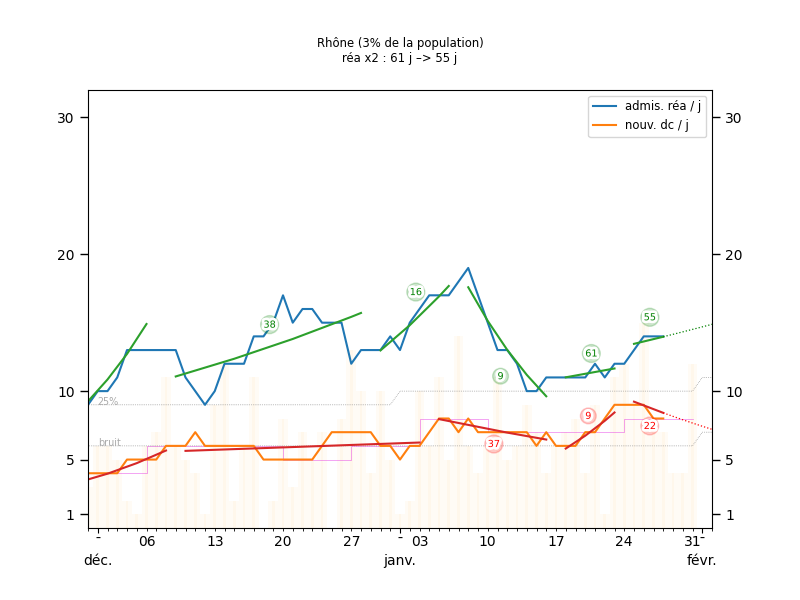 Rhône (3% de la population)
réa x2 : 61 j –> 55 j
admis. réa / j
nouv. dc / j
30
30
20
20
10
10
5
5
1
1
16
38
55
61
9
25%
9
22
37
bruit
- 06 13 20 27 - 03 10 17 24 31-
déc. janv. févr.